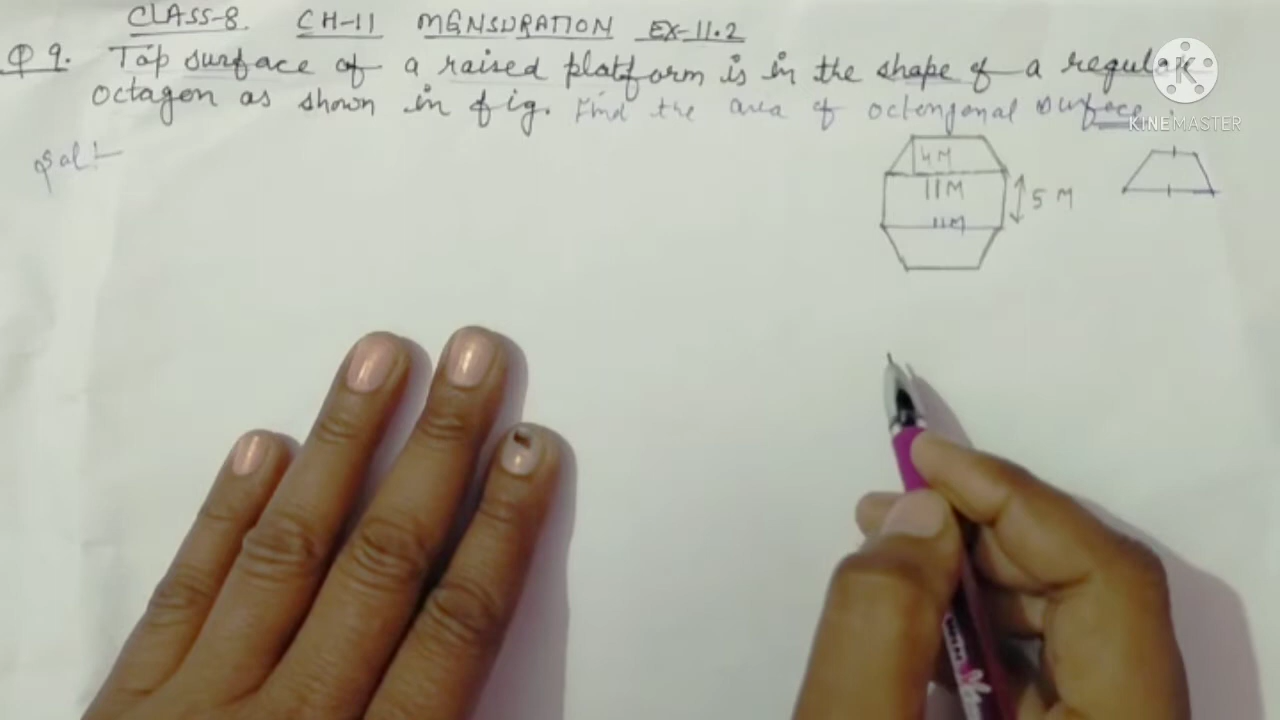 CLASS-8. CH-11 MENSURATION EX-11.2
Q 9. Top surface of a raised platform is in the shape of a regular
octagon as shown in fig. Find the area of octengonal surface
Sol:-
4M
11M
5 M
11M
K
KINEMASTER